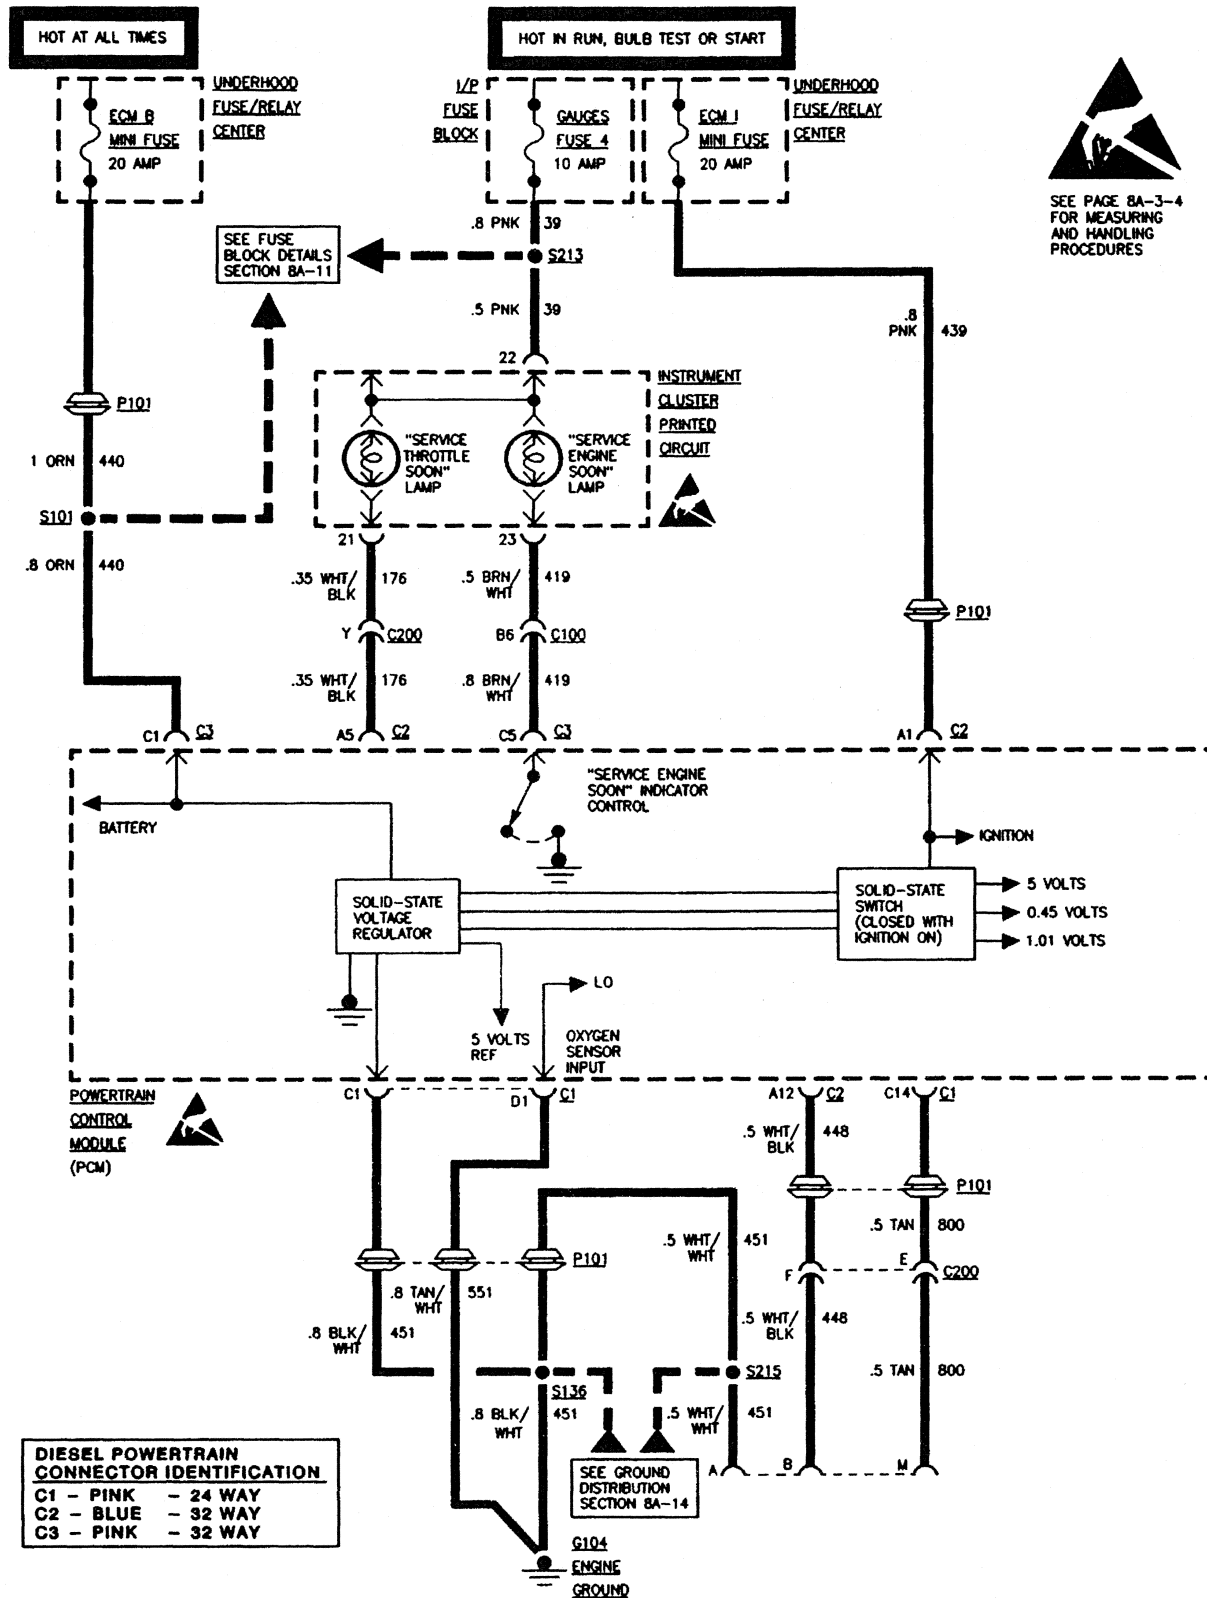 HOT AT ALL TIMES
HOT IN RUN, BULB TEST OR START
ECM B
MINI FUSE
20 AMP
UNDERHOOD
FUSE/RELAY
CENTER
I/P
FUSE
BLOCK
GAUGES
FUSE 4
10 AMP
ECM I
MINI FUSE
20 AMP
UNDERHOOD
FUSE/RELAY
CENTER
SEE PAGE 8A-3-4
FOR MEASURING
AND HANDLING
PROCEDURES
.8 PNK 39
SEE FUSE
BLOCK DETAILS
SECTION 8A-11
S213
.5 PNK 39
.8
PNK 439
22
INSTRUMENT
CLUSTER
PRINTED
CIRCUIT
P101
"SERVICE
THROTTLE
SOON"
LAMP
"SERVICE
ENGINE
SOON"
LAMP
1 ORN 440
S101
.8 ORN 440
21
23
.35 WHT/
BLK
176
.5 BRN/
WHT
419
Y C200
B6 C100
P101
.35 WHT/
BLK
176
.8 BRN/
WHT
419
C1 C3
A5 C2
C5 C3
A1 C2
BATTERY
"SERVICE ENGINE
SOON" INDICATOR
CONTROL
IGNITION
SOLID-STATE
VOLTAGE
REGULATOR
SOLID-STATE
SWITCH
(CLOSED WITH
IGNITION ON)
5 VOLTS
0.45 VOLTS
1.01 VOLTS
LO
5 VOLTS
REF
OXYGEN
SENSOR
INPUT
POWERTRAIN
CONTROL
MODULE
(PCM)
C1
D1 C1
A12 C2
C14 C1
.5 WHT/
BLK
448
P101
.5 TAN 800
.5 WHT/
WHT
451
P101
F
E
C200
.8 TAN/
WHT
551
.8 BLK/
WHT
451
.5 WHT/
BLK
448
S136
S215
.5 TAN 800
.8 BLK/
WHT
451
.5 WHT/
WHT
451
A
B
M
SEE GROUND
DISTRIBUTION
SECTION 8A-14
DIESEL POWERTRAIN
CONNECTOR IDENTIFICATION
C1 - PINK - 24 WAY
C2 - BLUE - 32 WAY
C3 - PINK - 32 WAY
G104
ENGINE
GROUND